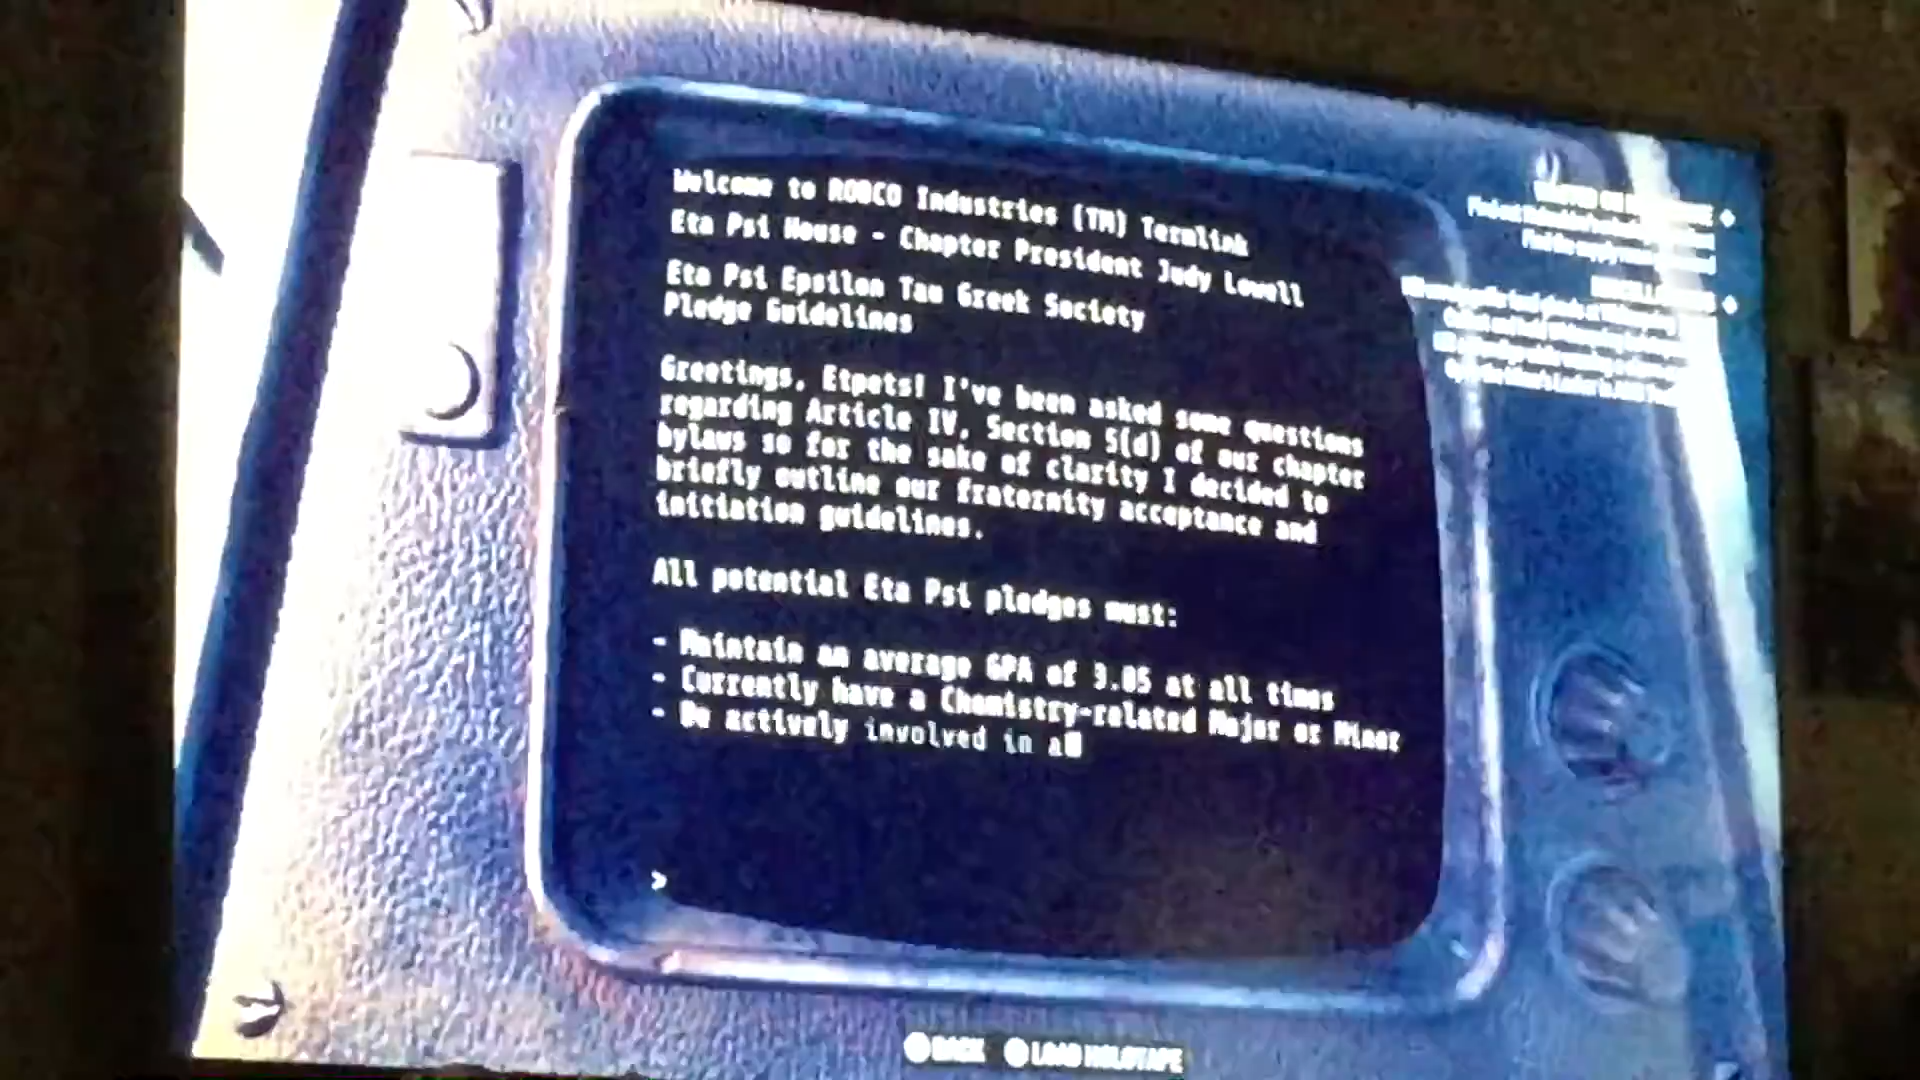 Welcome to ROBCO Industries (TM) Termlink
Eta Psi House - Chapter President Judy Lowell
Eta Psi Epsilon Tau Greek Society
Pledge Guidelines
Greetings, Etpets! I've been asked some questions
regarding Article IV, Section 5(d) of our chapter
bylaws so for the sake of clarity I decided to
briefly outline our fraternity acceptance and
initiation guidelines.
All potential Eta Psi pledges must:
- Maintain an average GPA of 3.05 at all times
- Currently have a Chemistry-related Major or Minor
- Be actively involved in a
>
BACK
LOAD HOLOTAPE